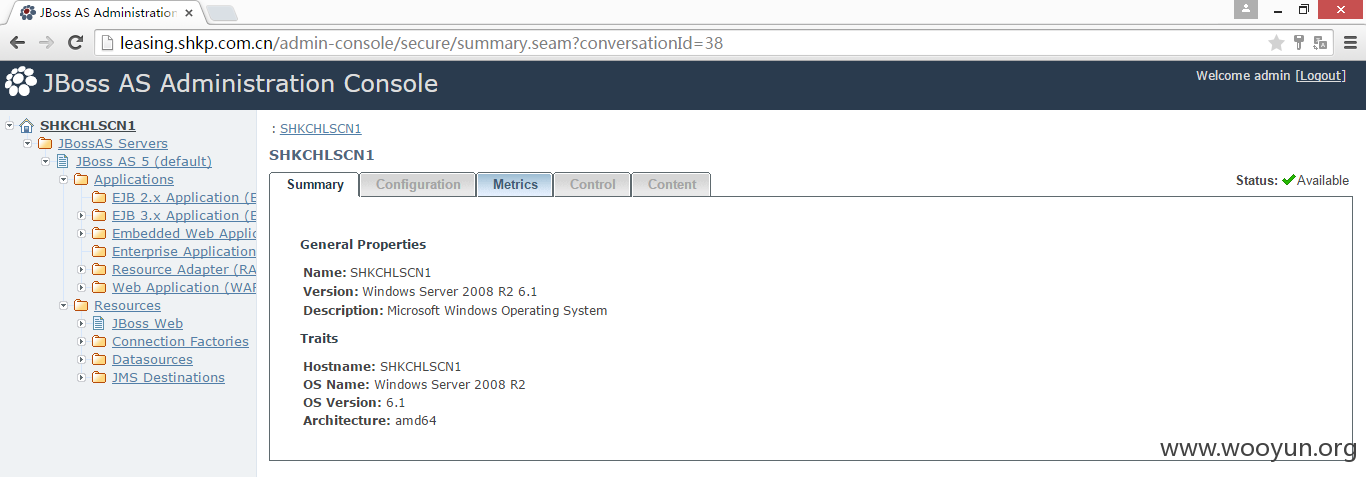 JBoss AS Administration
leasing.shkp.com.cn/admin-console/secure/summary.seam?conversationId=38
JBoss AS Administration Console
Welcome admin [Logout]
SHKCHLSCN1
JBossAS Servers
JBoss AS 5 (default)
Applications
EJB 2.x Application (E
EJB 3.x Application (E
Embedded Web Applic
Enterprise Application
Resource Adapter (RA
Web Application (WAR
Resources
JBoss Web
Connection Factories
Datasources
JMS Destinations
: SHKCHLSCN1
SHKCHLSCN1
Summary Configuration Metrics Control Content
Status: Available
General Properties
Name: SHKCHLSCN1
Version: Windows Server 2008 R2 6.1
Description: Microsoft Windows Operating System
Traits
Hostname: SHKCHLSCN1
OS Name: Windows Server 2008 R2
OS Version: 6.1
Architecture: amd64
www.wooyun.org